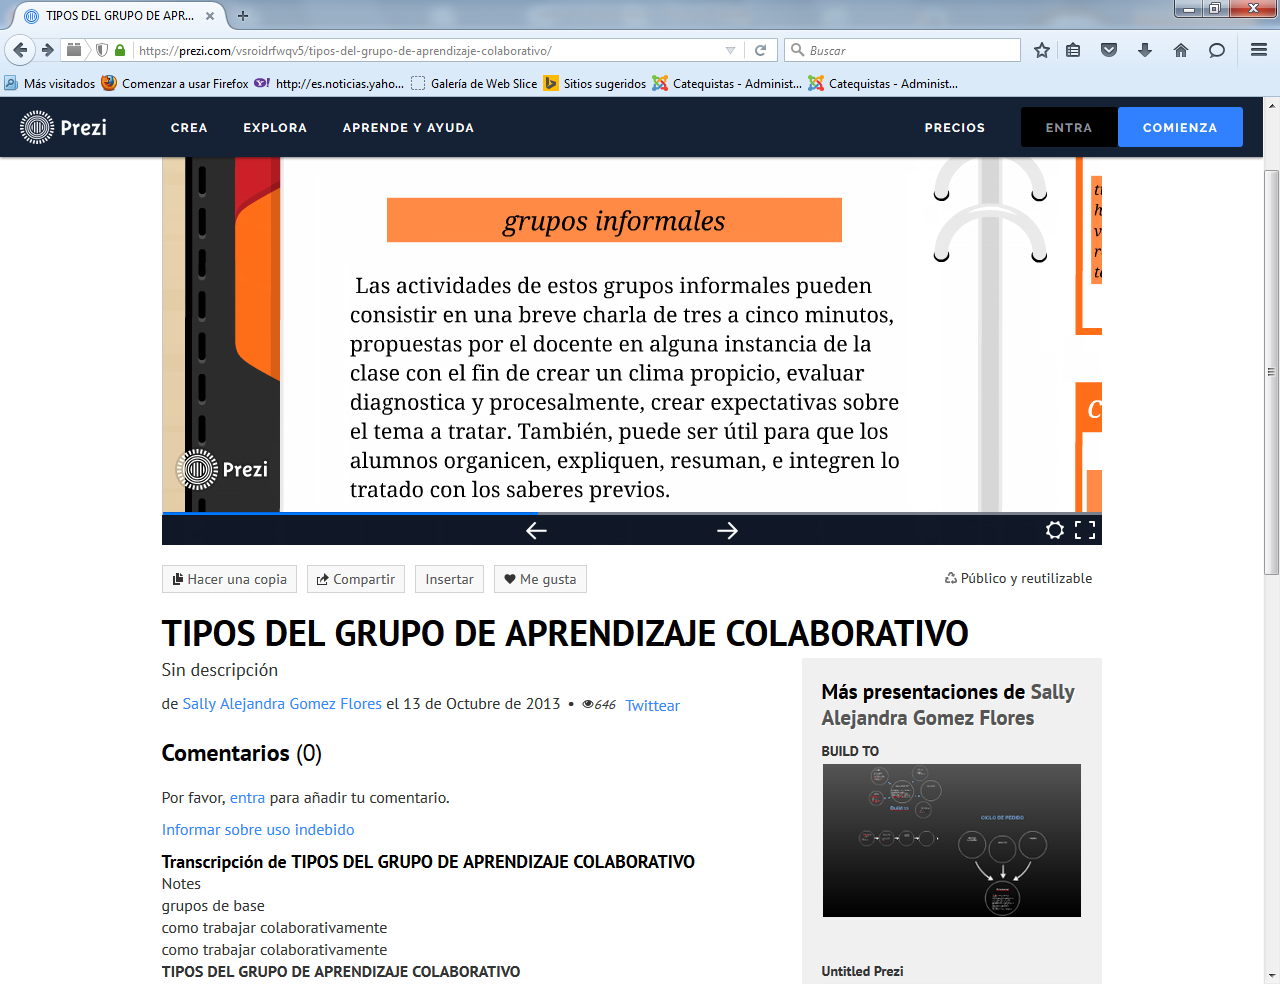 TIPOS DEL GRUPO DE APR...
https://prezi.com/vsroidrfwqv5/tipos-del-grupo-de-aprendizaje-colaborativo/
Buscar
Más visitados Comenzar a usar Firefox http://es.noticias.yaho... Galería de Web Slice Sitios sugeridos Catequistas - Administ... Catequistas - Administ...
Prezi CREA EXPLORA APRENDE Y AYUDA PRECIOS ENTRA COMIENZA
grupos informales
Las actividades de estos grupos informales pueden
consistir en una breve charla de tres a cinco minutos,
propuestas por el docente en alguna instancia de la
clase con el fin de crear un clima propicio, evaluar
diagnostica y procesalmente, crear expectativas sobre
el tema a tratar. También, puede ser útil para que los
alumnos organicen, expliquen, resuman, e integren lo
tratado con los saberes previos.
Prezi
Hacer una copia Compartir Insertar Me gusta Público y reutilizable
TIPOS DEL GRUPO DE APRENDIZAJE COLABORATIVO
Sin descripción
de Sally Alejandra Gomez Flores el 13 de Octubre de 2013 • 646 Twittear
Comentarios (0)
Por favor, entra para añadir tu comentario.
Informar sobre uso indebido
Transcripción de TIPOS DEL GRUPO DE APRENDIZAJE COLABORATIVO
Notes
grupos de base
como trabajar colaborativamente
como trabajar colaborativamente
TIPOS DEL GRUPO DE APRENDIZAJE COLABORATIVO
Más presentaciones de Sally
Alejandra Gomez Flores
BUILD TO
CICLO DE PEDIDO
Untitled Prezi